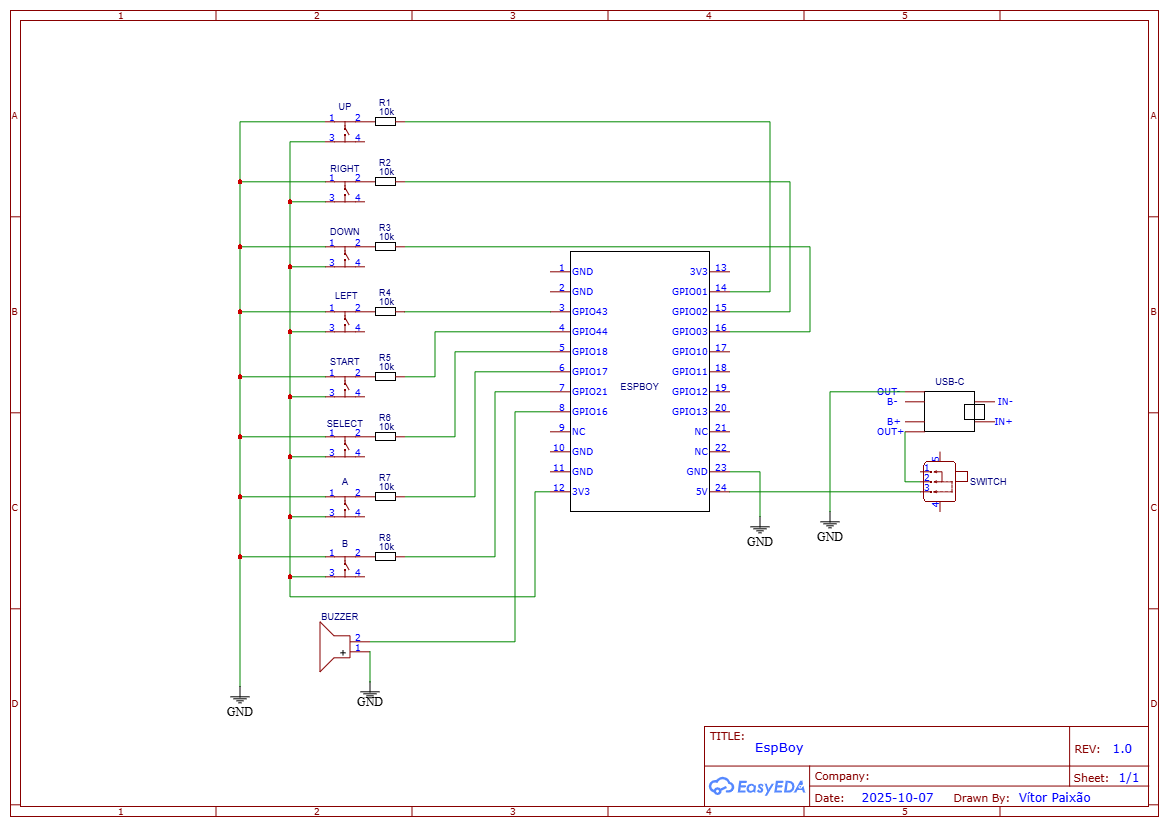 1 2 3 4 5
A A
B B
C C
D D
UP
1 2
3 4
R1
10k
RIGHT
1 2
3 4
R2
10k
DOWN
1 2
3 4
R3
10k
LEFT
1 2
3 4
R4
10k
START
1 2
3 4
R5
10k
SELECT
1 2
3 4
R6
10k
A
1 2
3 4
R7
10k
B
1 2
3 4
R8
10k
BUZZER
2
1
+
GND
GND
ESPBOY
1 GND
2 GND
3 GPIO43
4 GPIO44
5 GPIO18
6 GPIO17
7 GPIO21
8 GPIO16
9 NC
10 GND
11 GND
12 3V3
3V3 13
GPIO01 14
GPIO02 15
GPIO03 16
GPIO10 17
GPIO11 18
GPIO12 19
GPIO13 20
NC 21
NC 22
GND 23
5V 24
GND
GND
USB-C
OUT-
B-
B+
OUT+
IN-
IN+
SWITCH
5
1
2
3
4
TITLE:
EspBoy
REV: 1.0
EasyEDA
Company:
Sheet: 1/1
Date: 2025-10-07 Drawn By: Vítor Paixão
1 2 3 4 5